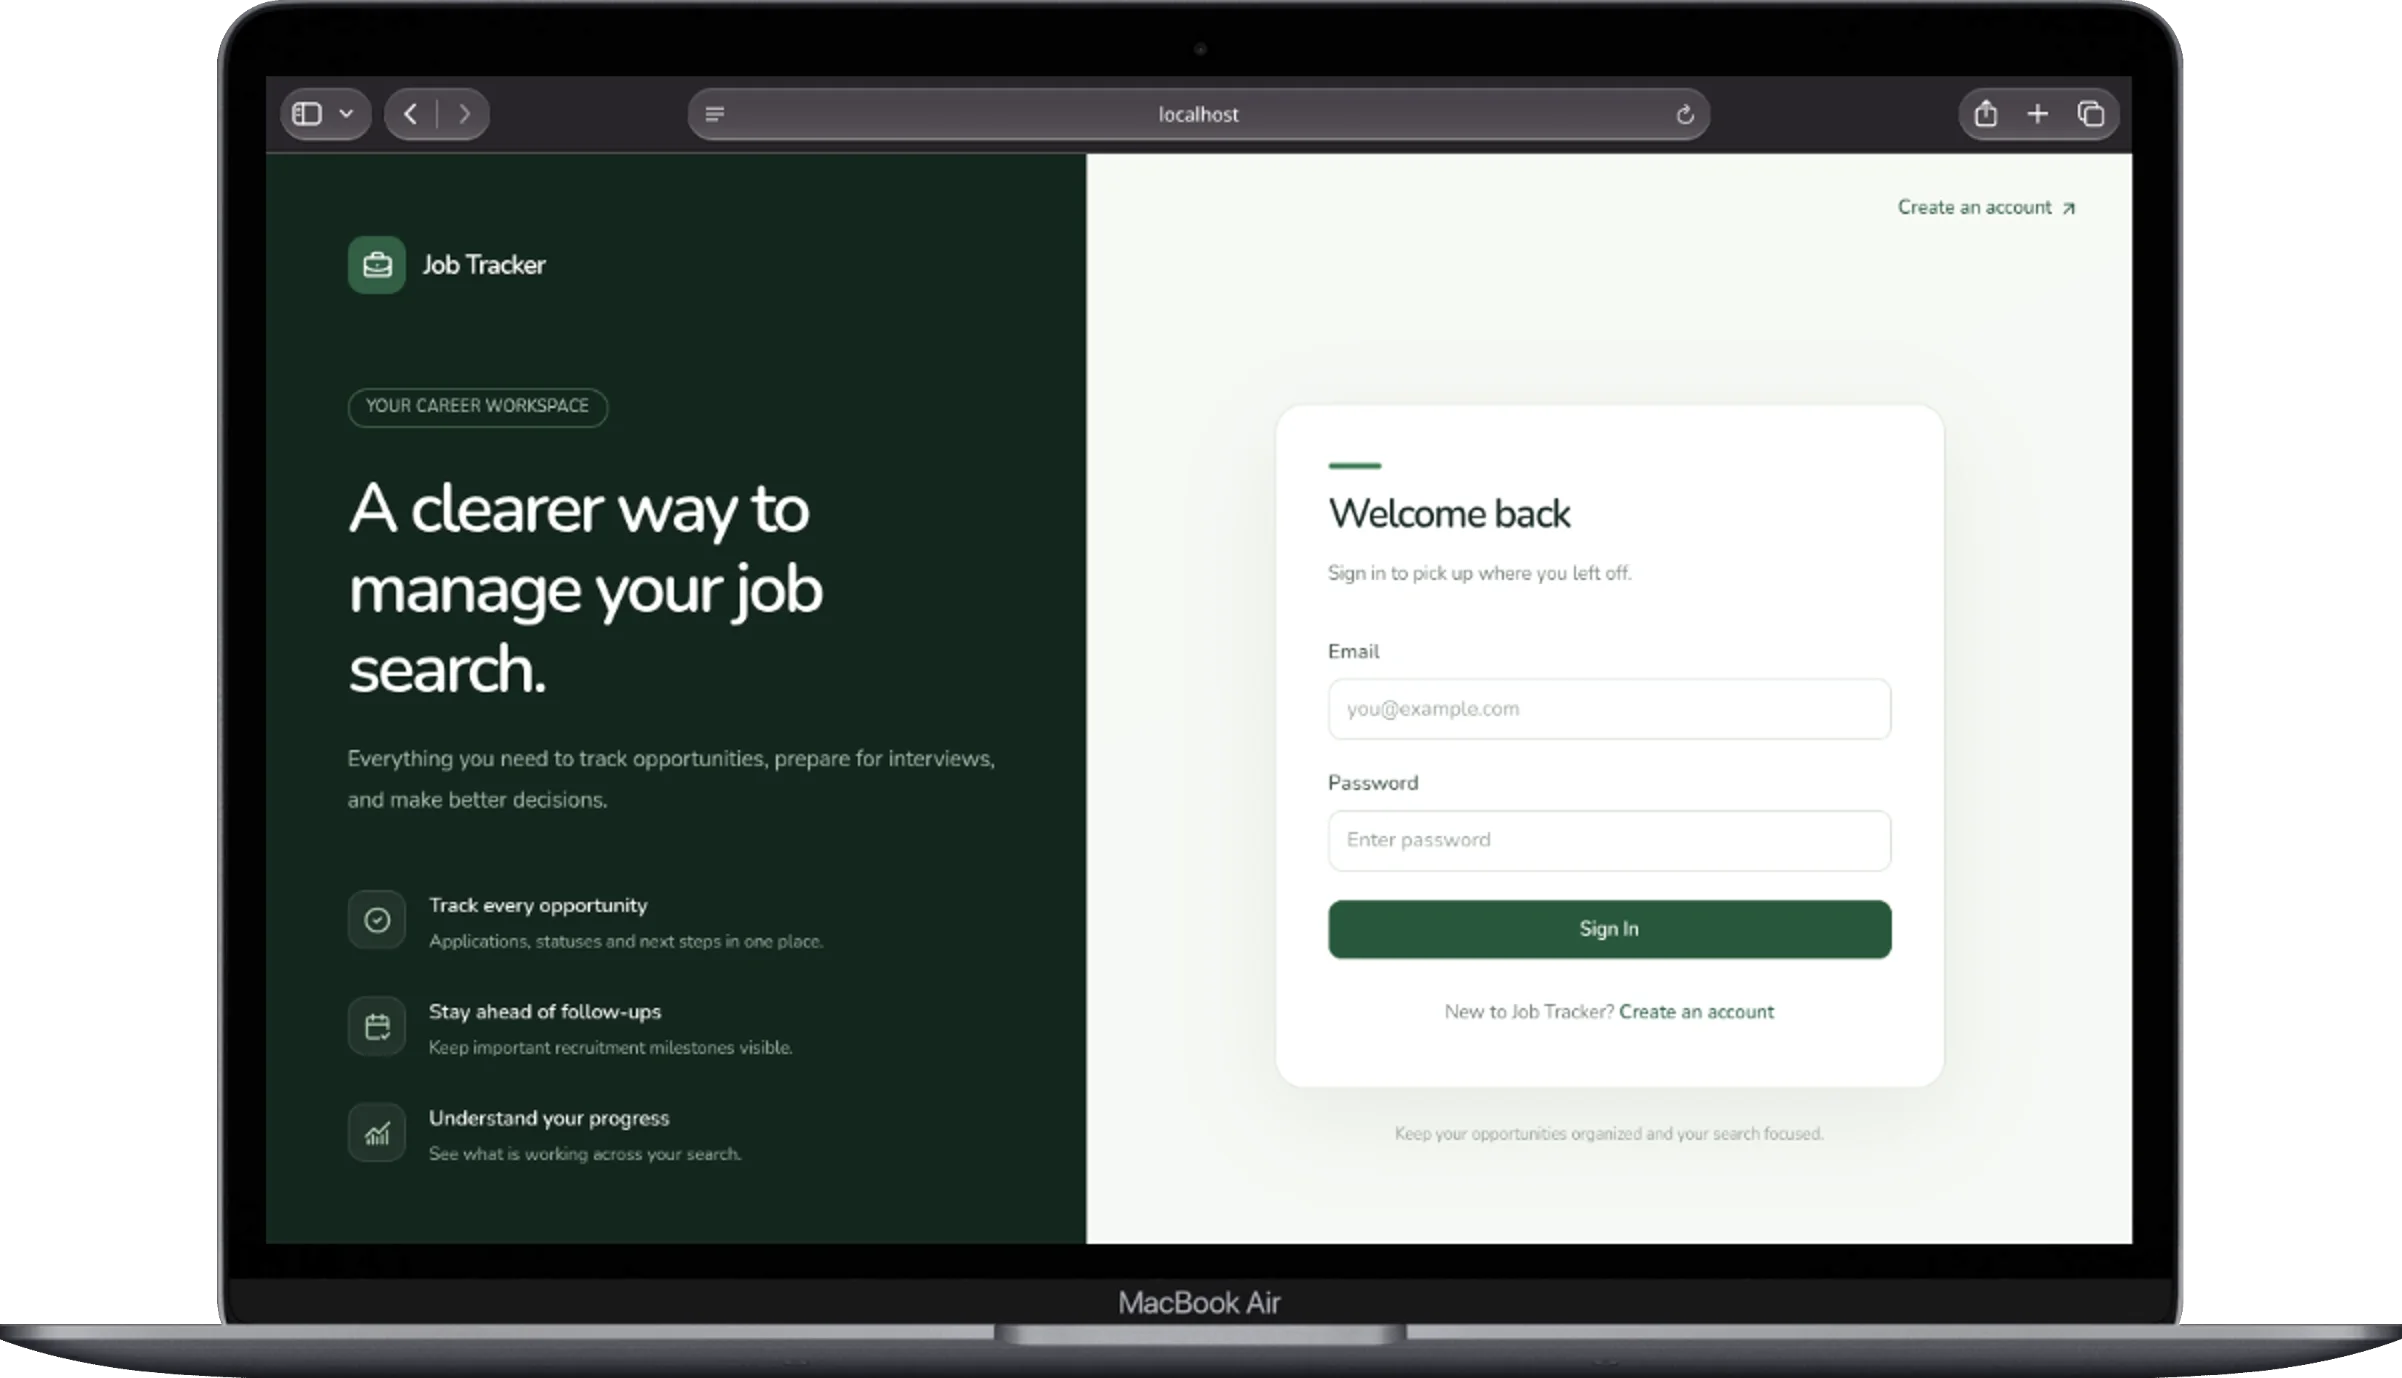 localhost
Create an account
Job Tracker
YOUR CAREER WORKSPACE
A clearer way to
manage your job
search.
Everything you need to track opportunities, prepare for interviews,
and make better decisions.
Track every opportunity
Applications, statuses and next steps in one place.
Stay ahead of follow-ups
Keep important recruitment milestones visible.
Understand your progress
See what is working across your search.
Welcome back
Sign in to pick up where you left off.
Email
you@example.com
Password
Enter password
Sign In
New to Job Tracker? Create an account
Keep your opportunities organized and your search focused.
MacBook Air